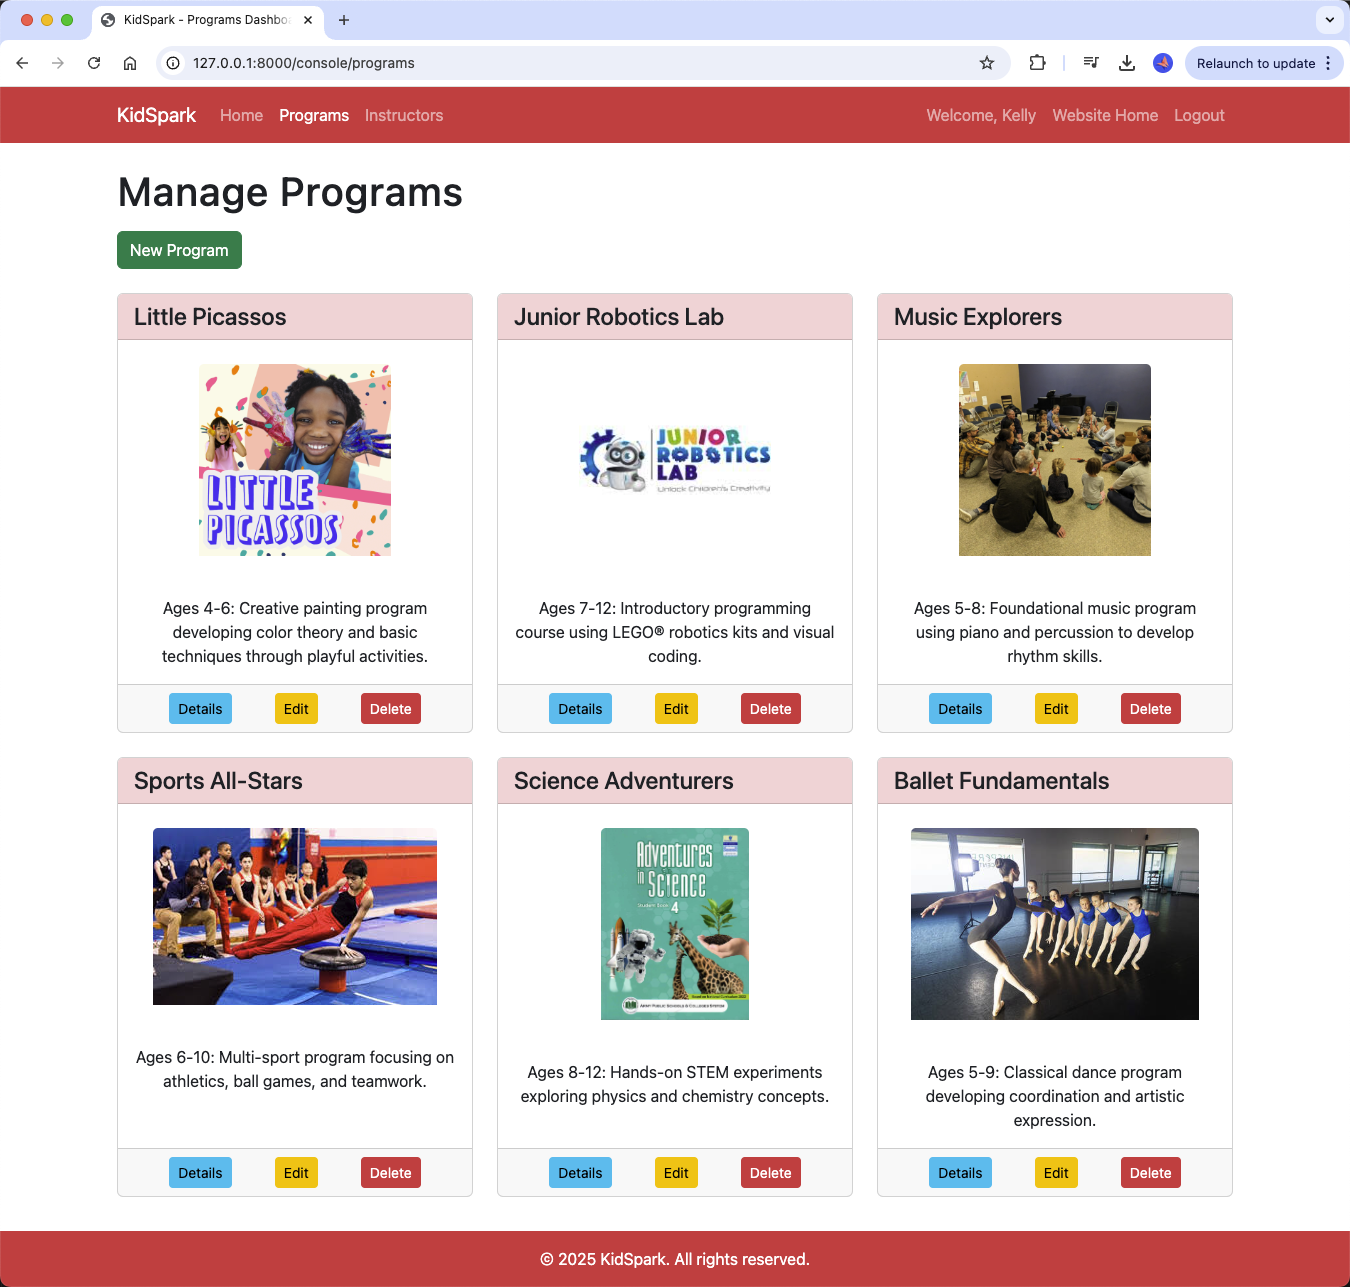 KidSpark - Programs Dashbo
127.0.0.1:8000/console/programs
Relaunch to update
KidSpark Home Programs Instructors Welcome, Kelly Website Home Logout
Manage Programs
New Program
Little Picassos
LITTLE
PICASSOS
Ages 4-6: Creative painting program
developing color theory and basic
techniques through playful activities.
Details Edit Delete
Junior Robotics Lab
JUNIOR
ROBOTICS
LAB
Unlock Children's Creativity
Ages 7-12: Introductory programming
course using LEGO® robotics kits and visual
coding.
Details Edit Delete
Music Explorers
Ages 5-8: Foundational music program
using piano and percussion to develop
rhythm skills.
Details Edit Delete
Sports All-Stars
Ages 6-10: Multi-sport program focusing on
athletics, ball games, and teamwork.
Details Edit Delete
Science Adventurers
Adventures
in Science
Student Book 4
ARMY PUBLIC SCHOOLS & COLLEGES SYSTEM
Ages 8-12: Hands-on STEM experiments
exploring physics and chemistry concepts.
Details Edit Delete
Ballet Fundamentals
Ages 5-9: Classical dance program
developing coordination and artistic
expression.
Details Edit Delete
© 2025 KidSpark. All rights reserved.